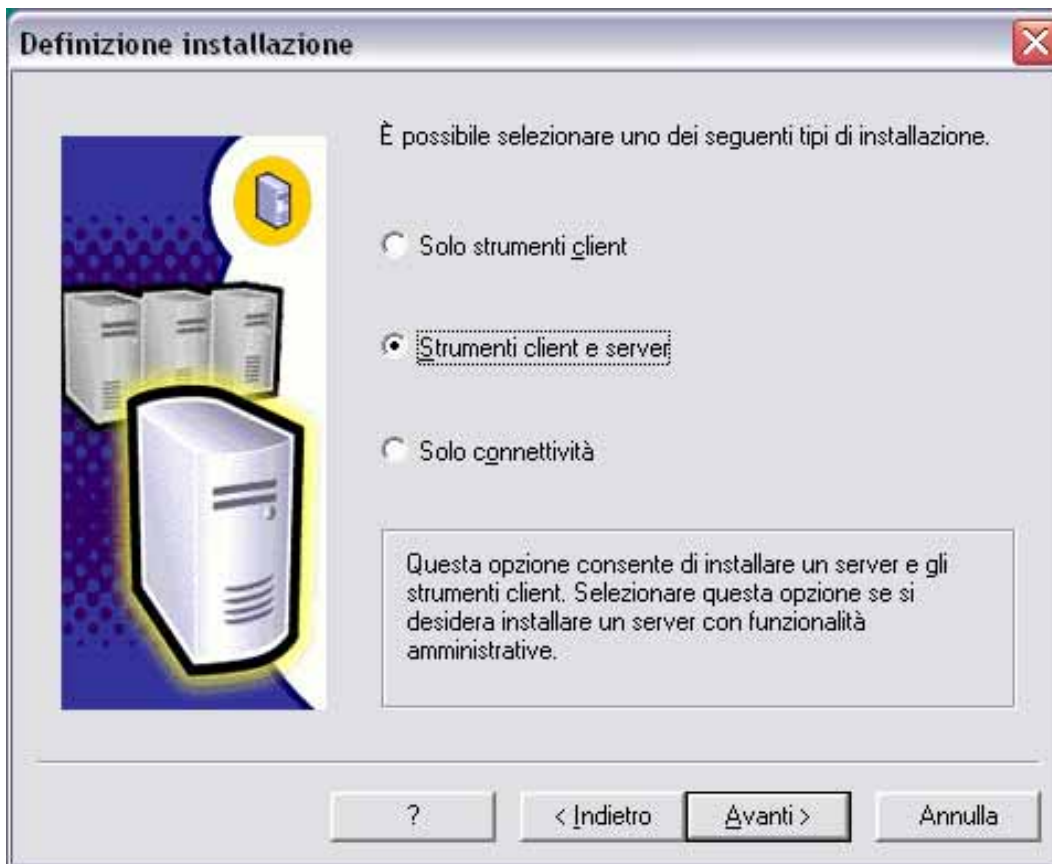 Definizione installazione
È possibile selezionare uno dei seguenti tipi di installazione.
Solo strumenti client
Strumenti client e server
Solo connettività
Questa opzione consente di installare un server e gli
strumenti client. Selezionare questa opzione se si
desidera installare un server con funzionalità
amministrative.
? < Indietro Avanti > Annulla